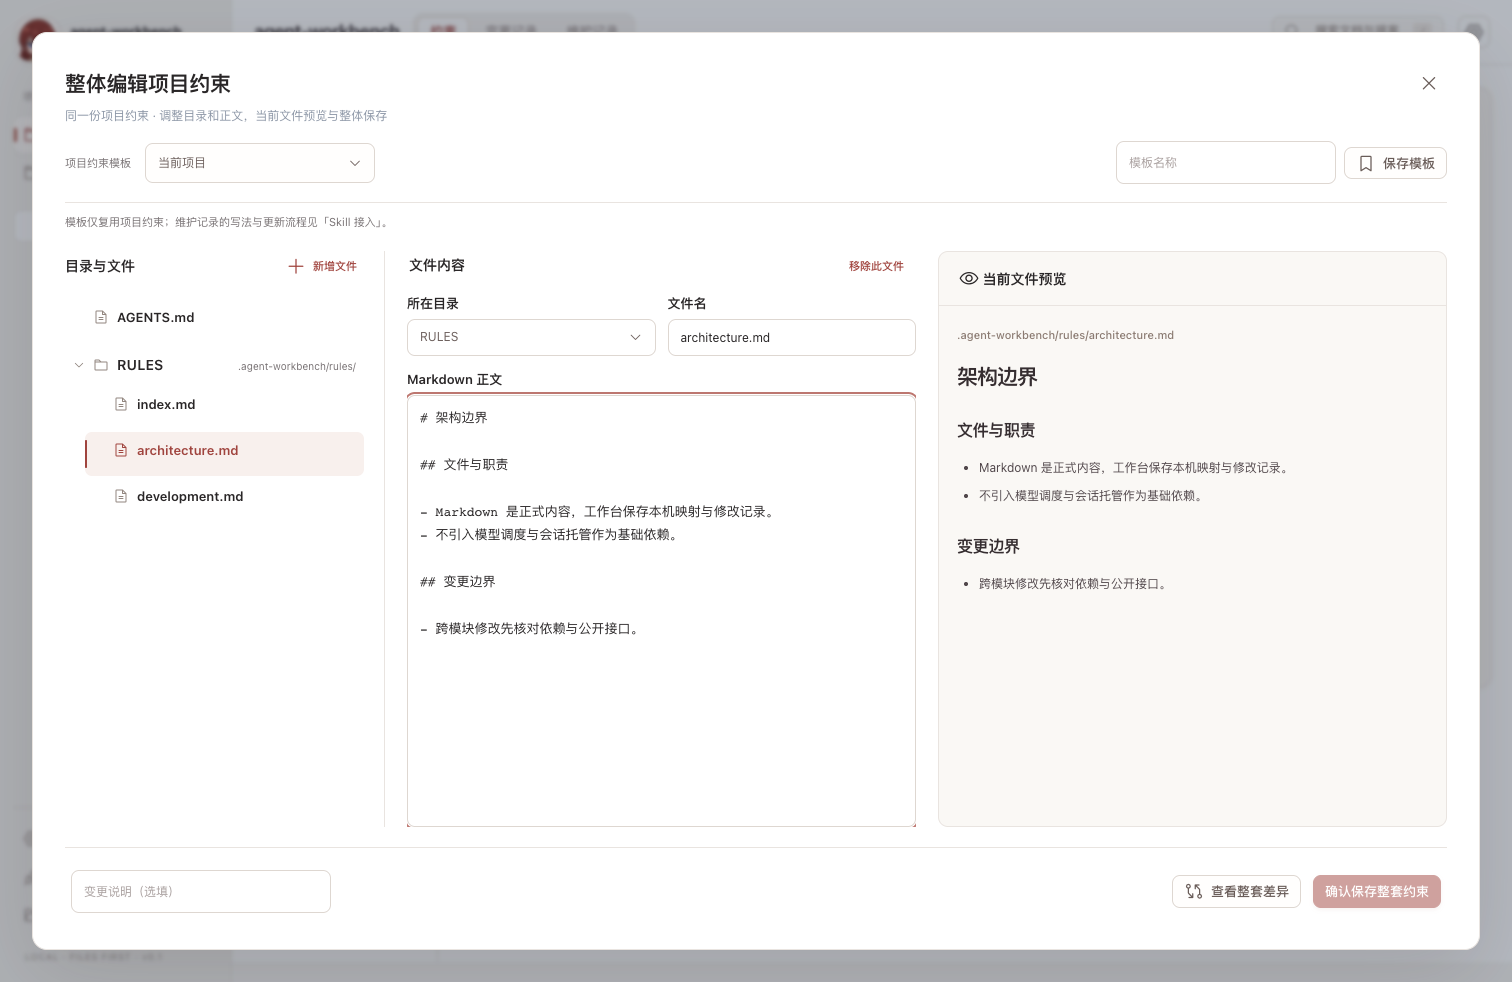 agent-workbench
agent-workbench
整体编辑项目约束
同一份项目约束 · 调整目录和正文，当前文件预览与整体保存
项目约束模板
当前项目
模板名称
保存模板
模板仅复用项目约束；维护记录的写法与更新流程见「Skill 接入」。
目录与文件
新增文件
AGENTS.md
RULES
.agent-workbench/rules/
index.md
architecture.md
development.md
文件内容
移除此文件
所在目录
文件名
RULES
architecture.md
Markdown 正文
# 架构边界
## 文件与职责
- Markdown 是正式内容，工作台保存本机映射与修改记录。
- 不引入模型调度与会话托管作为基础依赖。
## 变更边界
- 跨模块修改先核对依赖与公开接口。
当前文件预览
.agent-workbench/rules/architecture.md
架构边界
文件与职责
• Markdown 是正式内容，工作台保存本机映射与修改记录。
• 不引入模型调度与会话托管作为基础依赖。
变更边界
• 跨模块修改先核对依赖与公开接口。
变更说明（选填）
查看整套差异
确认保存整套约束